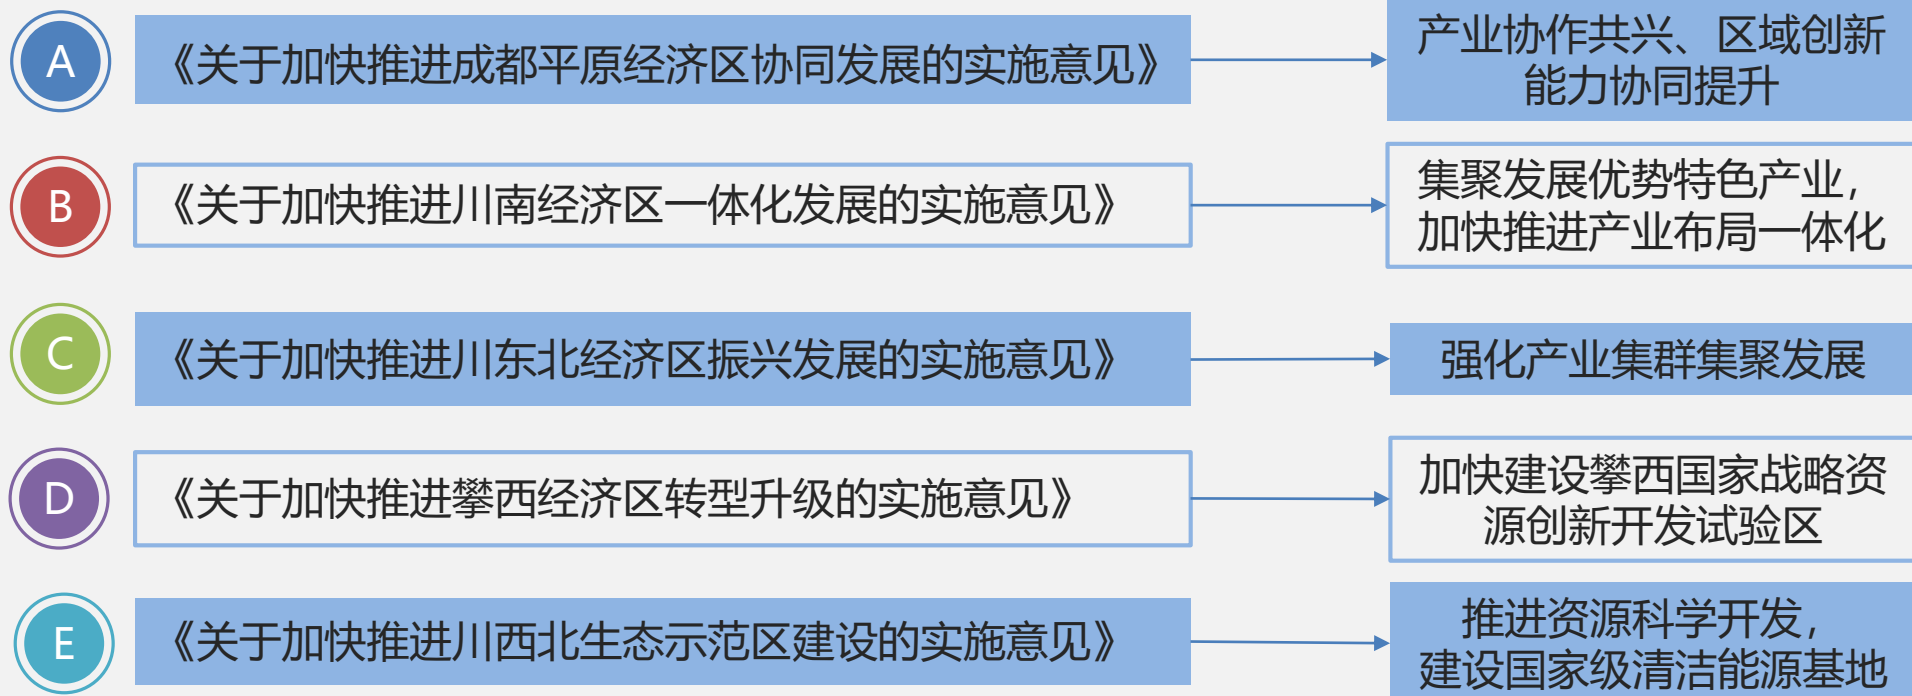 A
《关于加快推进成都平原经济区协同发展的实施意见》
产业协作共兴、区域创新
能力协同提升
B
《关于加快推进川南经济区一体化发展的实施意见》
集聚发展优势特色产业，
加快推进产业布局一体化
C
《关于加快推进川东北经济区振兴发展的实施意见》
强化产业集群集聚发展
D
《关于加快推进攀西经济区转型升级的实施意见》
加快建设攀西国家战略资
源创新开发试验区
E
《关于加快推进川西北生态示范区建设的实施意见》
推进资源科学开发，
建设国家级清洁能源基地